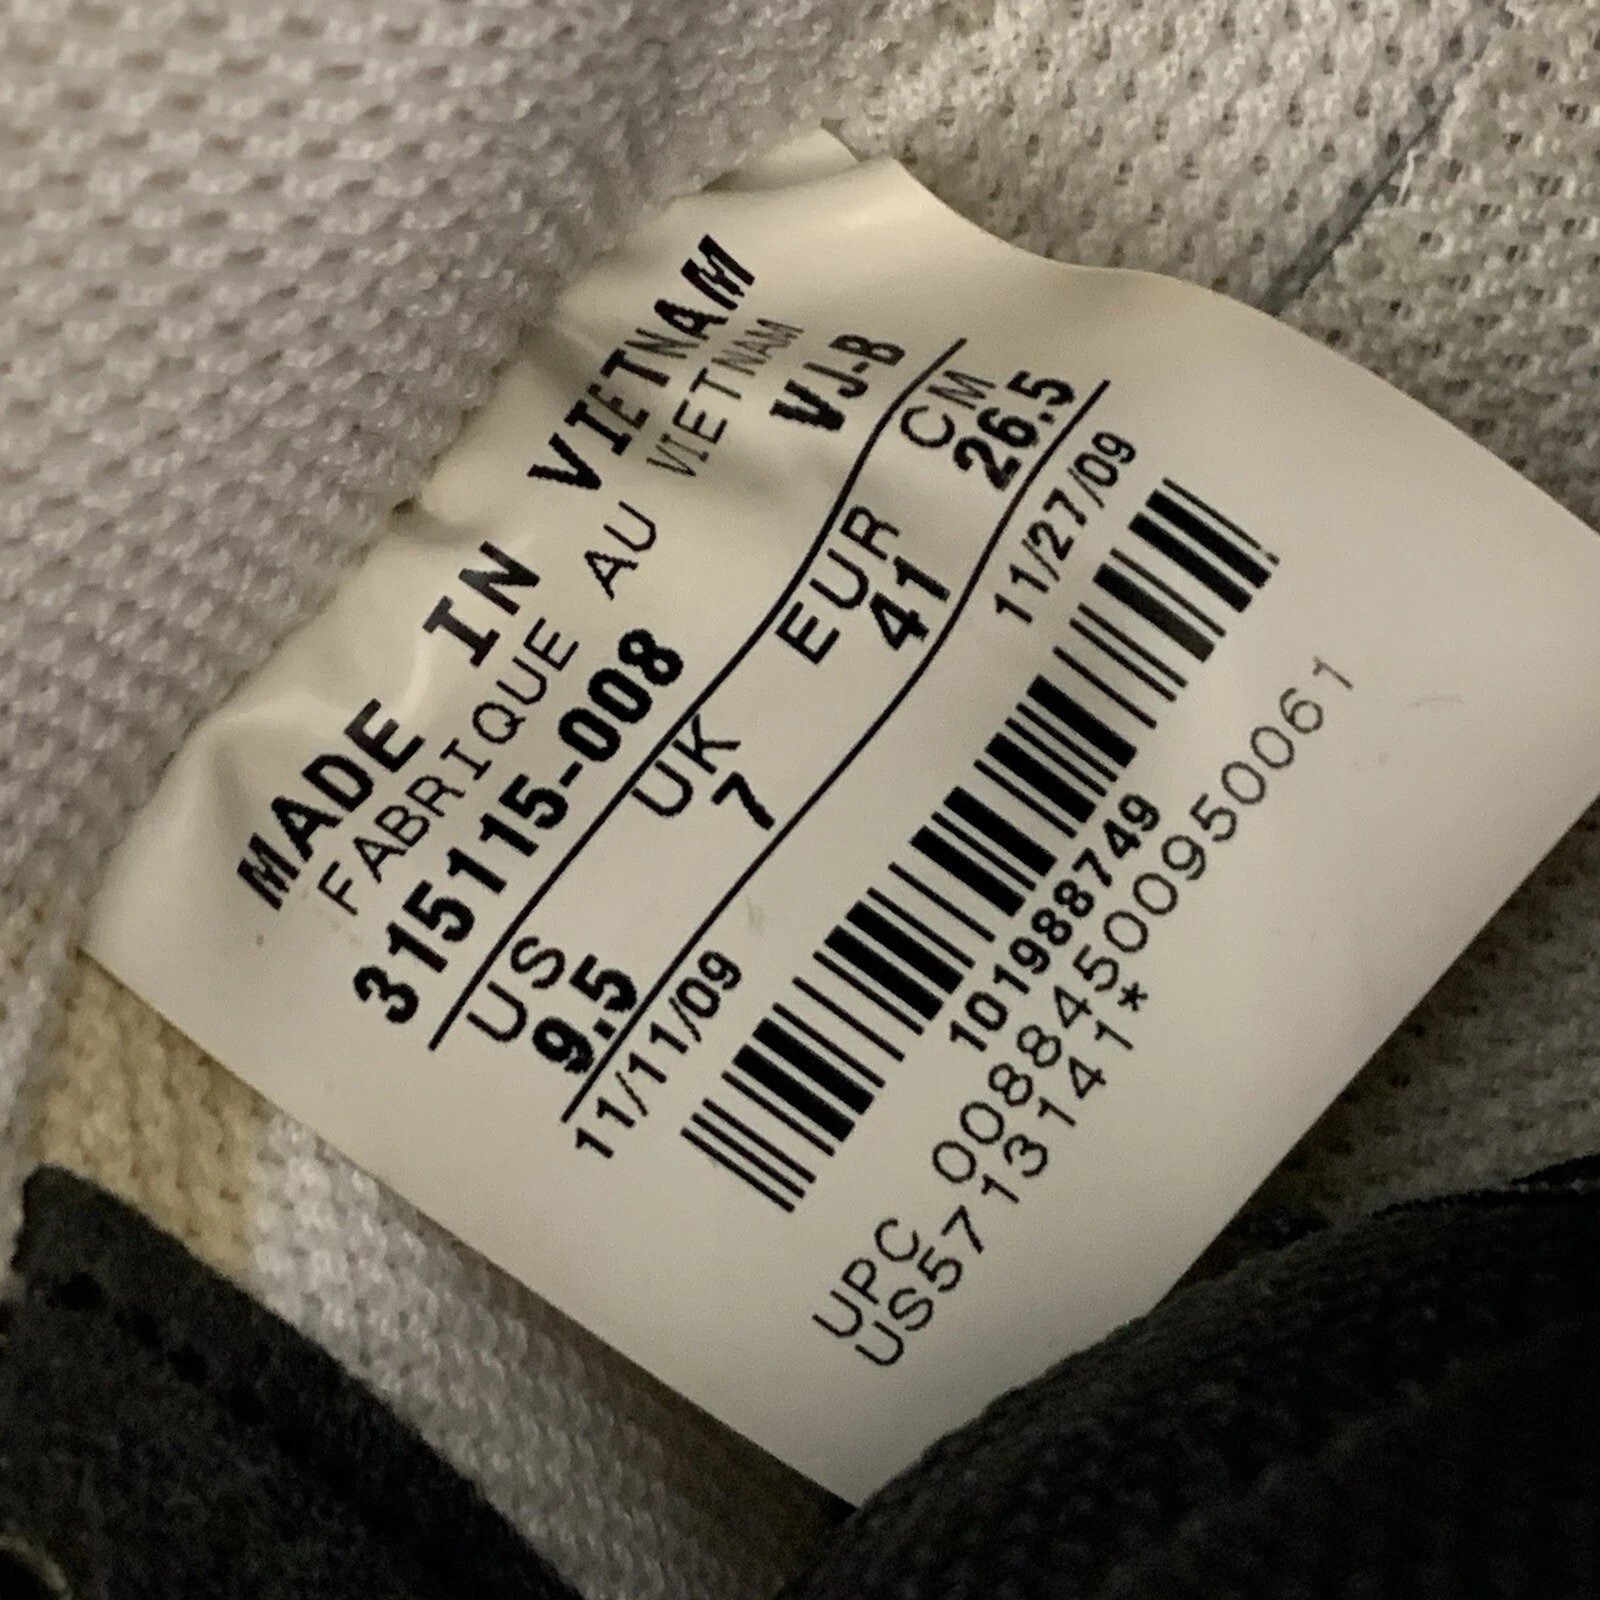 MADE IN VIETNAM
FABRIQUE AU VIETNAM
315115-008 VJ-B
US UK EUR CM
9.5 7 41 26.5
11/11/09 11/27/09
101988749
UPC 00884500950061
US5713141*